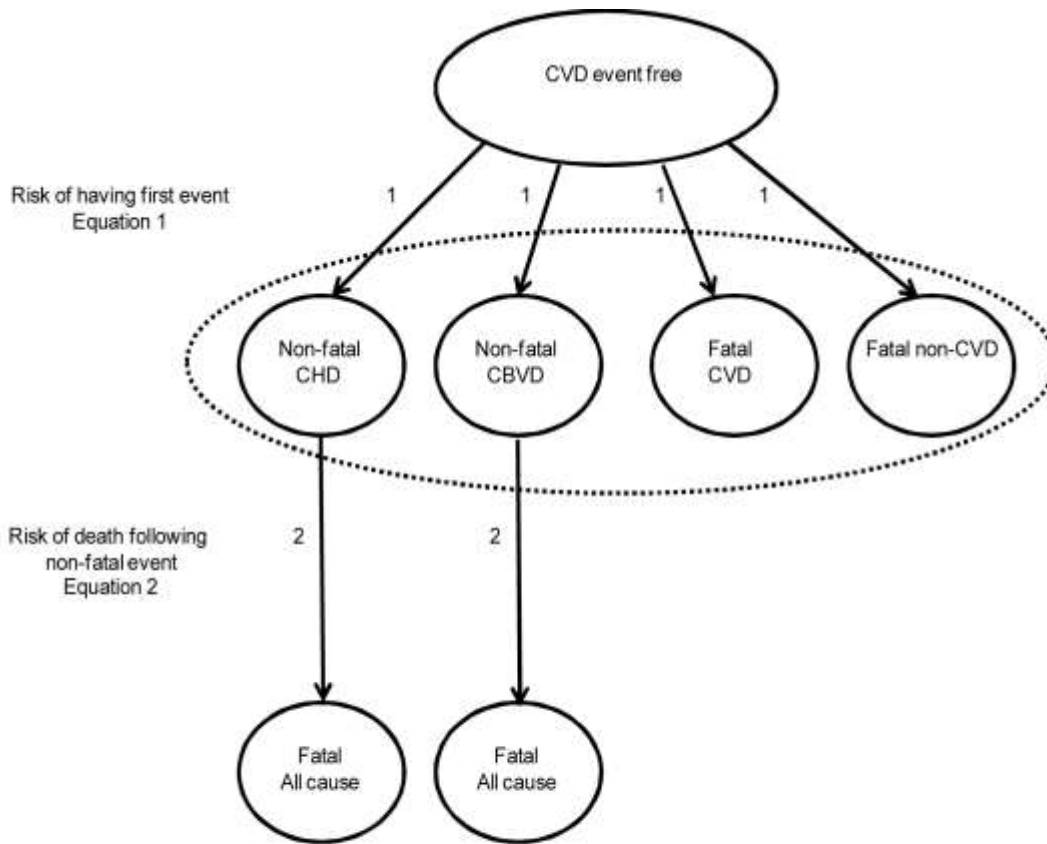 CVD event free
Risk of having first event
Equation 1
1
1
1
1
Non-fatal
CHD
Non-fatal
CBVD
Fatal
CVD
Fatal non-CVD
Risk of death following
non-fatal event
Equation 2
2
2
Fatal
All cause
Fatal
All cause